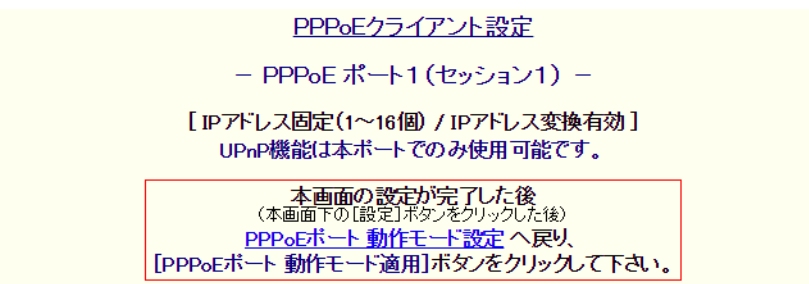 PPPoEクライアント設定
－ PPPoE ポート1（セッション1） －
[ IPアドレス固定(1～16個) / IPアドレス変換有効 ]
UPnP機能は本ポートでのみ使用可能です。
本画面の設定が完了した後
（本画面下の[設定]ボタンをクリックした後）
PPPoEポート 動作モード設定 へ戻り、
[PPPoEポート 動作モード適用]ボタンをクリックして下さい。